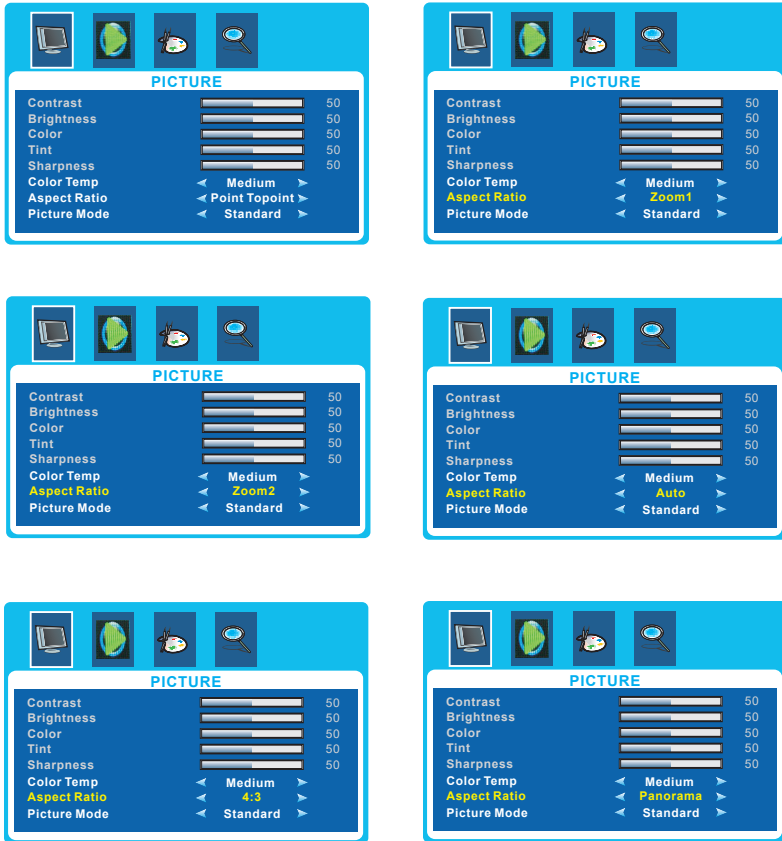 PICTURE
Contrast 50
Brightness 50
Color 50
Tint 50
Sharpness 50
Color Temp Medium
Aspect Ratio Point Topoint
Picture Mode Standard
PICTURE
Contrast 50
Brightness 50
Color 50
Tint 50
Sharpness 50
Color Temp Medium
Aspect Ratio Zoom1
Picture Mode Standard
PICTURE
Contrast 50
Brightness 50
Color 50
Tint 50
Sharpness 50
Color Temp Medium
Aspect Ratio Zoom2
Picture Mode Standard
PICTURE
Contrast 50
Brightness 50
Color 50
Tint 50
Sharpness 50
Color Temp Medium
Aspect Ratio Auto
Picture Mode Standard
PICTURE
Contrast 50
Brightness 50
Color 50
Tint 50
Sharpness 50
Color Temp Medium
Aspect Ratio 4:3
Picture Mode Standard
PICTURE
Contrast 50
Brightness 50
Color 50
Tint 50
Sharpness 50
Color Temp Medium
Aspect Ratio Panorama
Picture Mode Standard